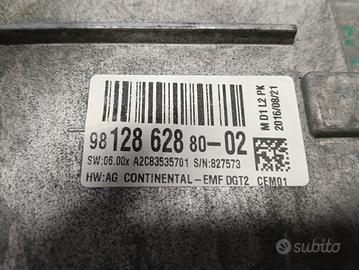 98 128 628 80-02
SW:06.00x A2C83535701 S/N:827573
HW:AG CONTINENTAL-EMF DGT2 CEM01
M D1 L2 PK
2016/08/21
subito